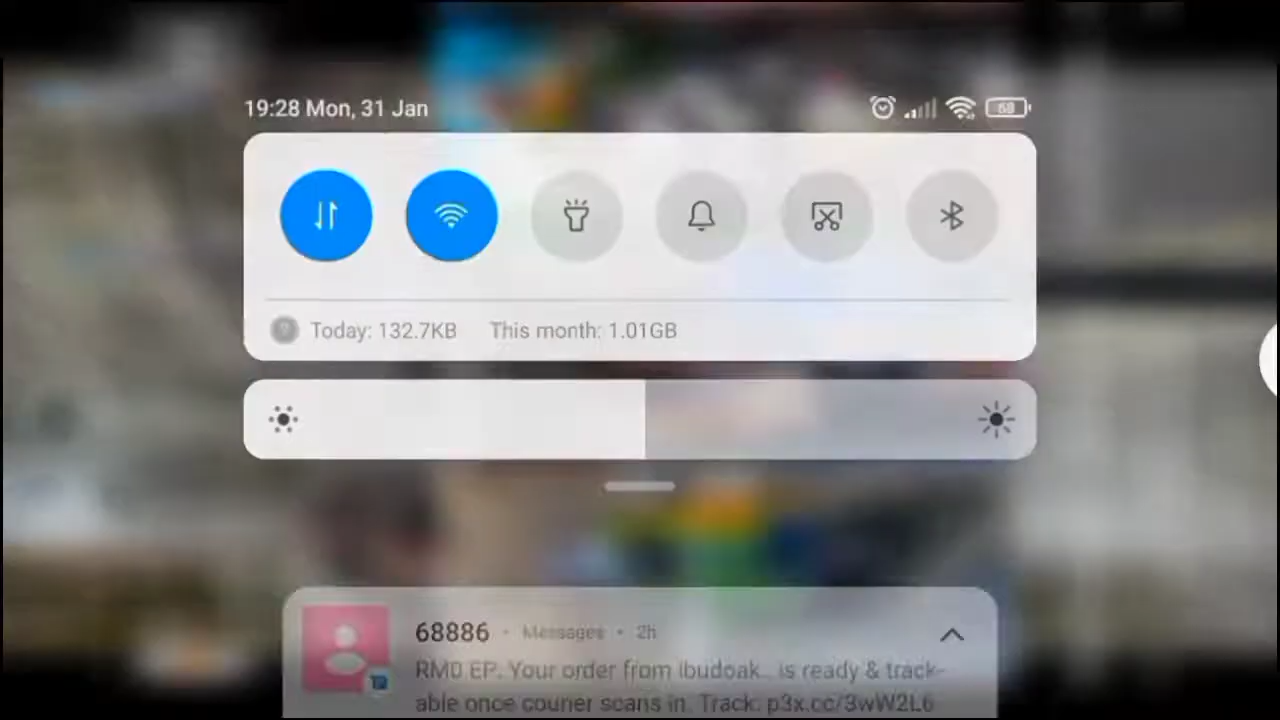 19:28 Mon, 31 Jan
68
Today: 132.7KB This month: 1.01GB
68886 · Messages · 2h
RM0 EP. Your order from ibudoak.. is ready & track-
able once courier scans in. Track: p3x.cc/3wW2L6